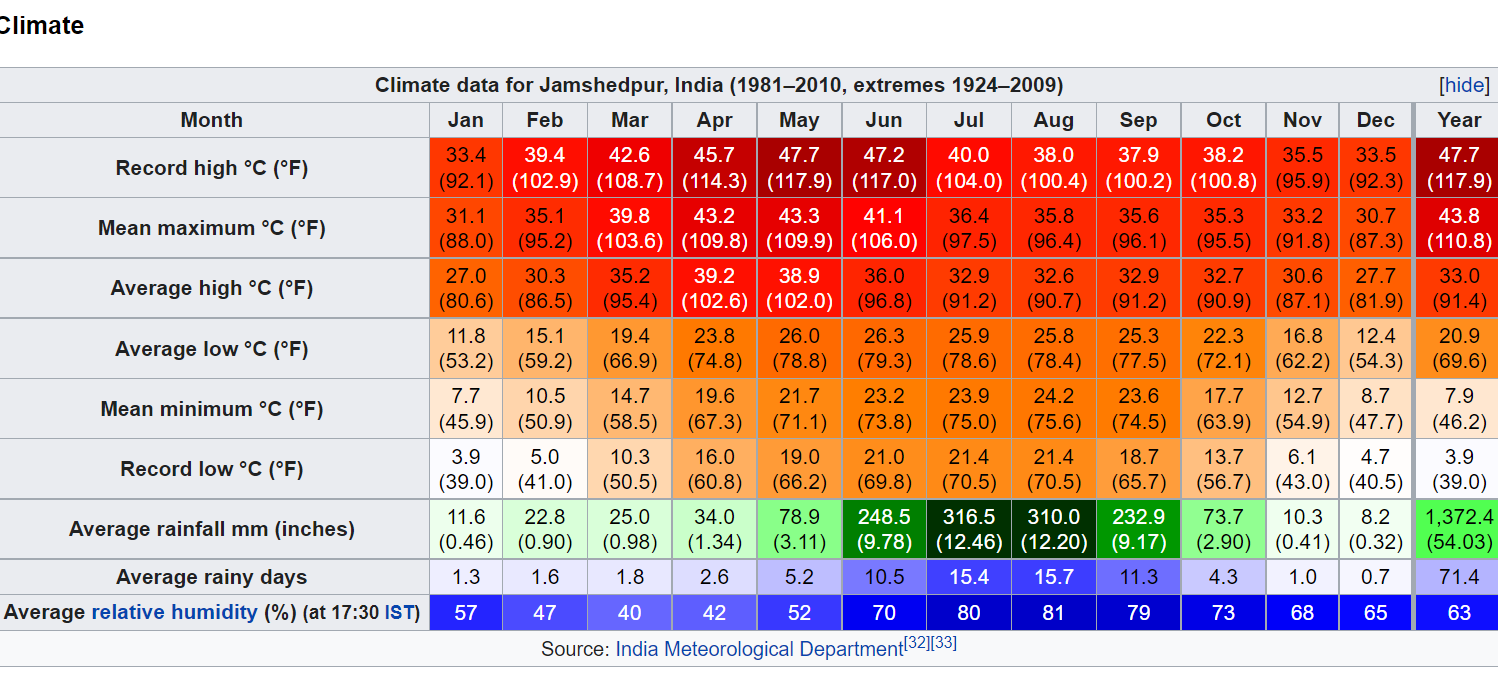 Climate
Climate data for Jamshedpur, India (1981–2010, extremes 1924–2009) [hide]
Month Jan Feb Mar Apr May Jun Jul Aug Sep Oct Nov Dec Year
Record high °C (°F) 33.4 (92.1) 39.4 (102.9) 42.6 (108.7) 45.7 (114.3) 47.7 (117.9) 47.2 (117.0) 40.0 (104.0) 38.0 (100.4) 37.9 (100.2) 38.2 (100.8) 35.5 (95.9) 33.5 (92.3) 47.7 (117.9)
Mean maximum °C (°F) 31.1 (88.0) 35.1 (95.2) 39.8 (103.6) 43.2 (109.8) 43.3 (109.9) 41.1 (106.0) 36.4 (97.5) 35.8 (96.4) 35.6 (96.1) 35.3 (95.5) 33.2 (91.8) 30.7 (87.3) 43.8 (110.8)
Average high °C (°F) 27.0 (80.6) 30.3 (86.5) 35.2 (95.4) 39.2 (102.6) 38.9 (102.0) 36.0 (96.8) 32.9 (91.2) 32.6 (90.7) 32.9 (91.2) 32.7 (90.9) 30.6 (87.1) 27.7 (81.9) 33.0 (91.4)
Average low °C (°F) 11.8 (53.2) 15.1 (59.2) 19.4 (66.9) 23.8 (74.8) 26.0 (78.8) 26.3 (79.3) 25.9 (78.6) 25.8 (78.4) 25.3 (77.5) 22.3 (72.1) 16.8 (62.2) 12.4 (54.3) 20.9 (69.6)
Mean minimum °C (°F) 7.7 (45.9) 10.5 (50.9) 14.7 (58.5) 19.6 (67.3) 21.7 (71.1) 23.2 (73.8) 23.9 (75.0) 24.2 (75.6) 23.6 (74.5) 17.7 (63.9) 12.7 (54.9) 8.7 (47.7) 7.9 (46.2)
Record low °C (°F) 3.9 (39.0) 5.0 (41.0) 10.3 (50.5) 16.0 (60.8) 19.0 (66.2) 21.0 (69.8) 21.4 (70.5) 21.4 (70.5) 18.7 (65.7) 13.7 (56.7) 6.1 (43.0) 4.7 (40.5) 3.9 (39.0)
Average rainfall mm (inches) 11.6 (0.46) 22.8 (0.90) 25.0 (0.98) 34.0 (1.34) 78.9 (3.11) 248.5 (9.78) 316.5 (12.46) 310.0 (12.20) 232.9 (9.17) 73.7 (2.90) 10.3 (0.41) 8.2 (0.32) 1,372.4 (54.03)
Average rainy days 1.3 1.6 1.8 2.6 5.2 10.5 15.4 15.7 11.3 4.3 1.0 0.7 71.4
Average relative humidity (%) (at 17:30 IST) 57 47 40 42 52 70 80 81 79 73 68 65 63
Source: India Meteorological Department[32][33]